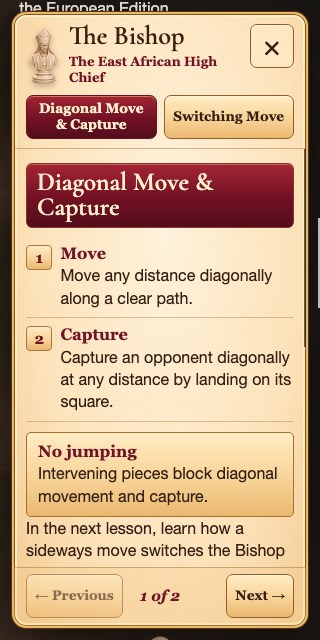 the European Edition
The Bishop
The East African High
Chief
×
Diagonal Move
& Capture
Switching Move
Diagonal Move &
Capture
1
Move
Move any distance diagonally
along a clear path.
2
Capture
Capture an opponent diagonally
at any distance by landing on its
square.
No jumping
Intervening pieces block diagonal
movement and capture.
In the next lesson, learn how a
sideways move switches the Bishop
← Previous
1 of 2
Next →